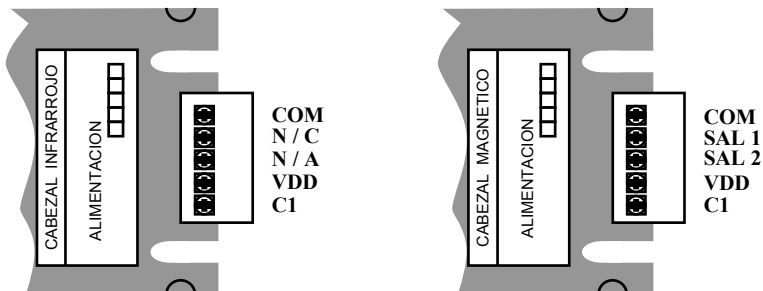 CABEZAL INFRARROJO
ALIMENTACION
COM
N / C
N / A
VDD
C1
CABEZAL MAGNETICO
ALIMENTACION
COM
SAL 1
SAL 2
VDD
C1